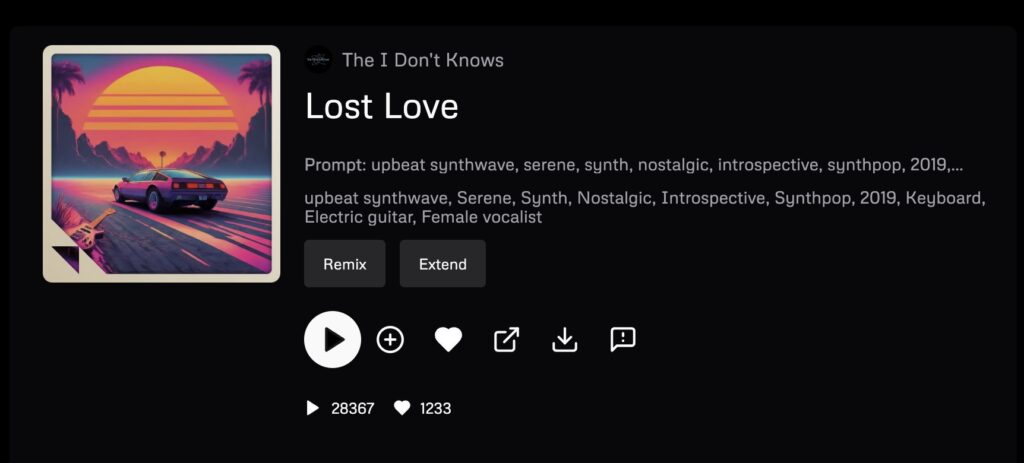 The I Don't Knows
Lost Love
Prompt: upbeat synthwave, serene, synth, nostalgic, introspective, synthpop, 2019,...
upbeat synthwave, Serene, Synth, Nostalgic, Introspective, Synthpop, 2019, Keyboard,
Electric guitar, Female vocalist
Remix
Extend
28367
1233